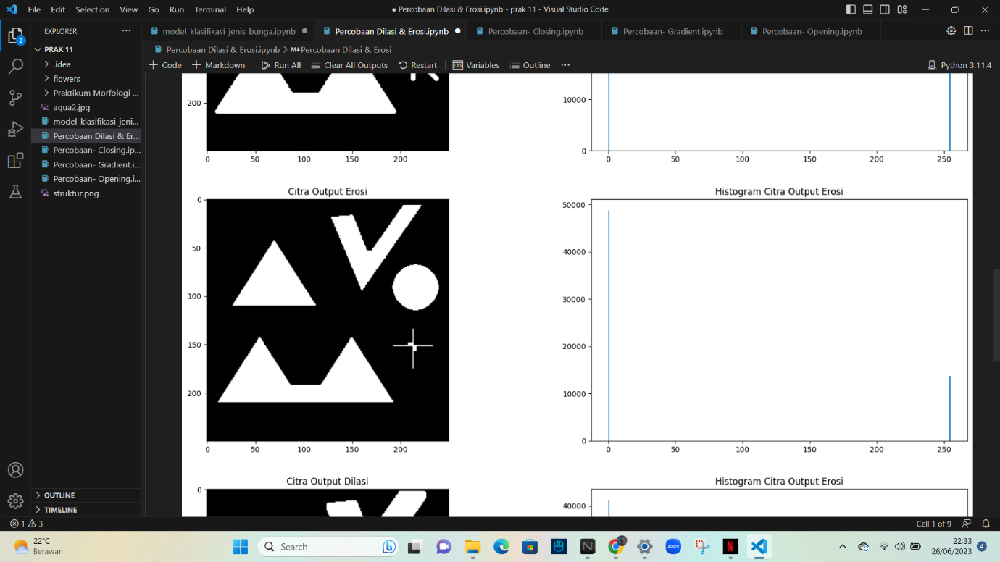 File Edit Selection View Go Run Terminal Help
● Percobaan Dilasi & Erosi.ipynb - prak 11 - Visual Studio Code
EXPLORER
model_klasifikasi_jenis_bunga.ipynb
Percobaan Dilasi & Erosi.ipynb
Percobaan- Closing.ipynb
Percobaan- Gradient.ipynb
Percobaan- Opening.ipynb
Percobaan Dilasi & Erosi.ipynb > M↓Percobaan Dilasi & Erosi
+ Code + Markdown Run All Clear All Outputs Restart Variables Outline ···
Python 3.11.4
2
PRAK 11
.idea
flowers
Praktikum Morfologi ...
aqua2.jpg
model_klasifikasi_jeni...
Percobaan Dilasi & Er...
Percobaan- Closing.ip...
Percobaan- Gradient.i...
Percobaan- Opening.i...
struktur.png
200
0 50 100 150 200
10000
0
0 50 100 150 200 250
Citra Output Erosi
0
50
100
150
200
0 50 100 150 200
Histogram Citra Output Erosi
50000
40000
30000
20000
10000
0
0 50 100 150 200 250
Citra Output Dilasi
0
Histogram Citra Output Erosi
40000
OUTLINE
TIMELINE
1 3
Cell 1 of 9
22°C
Berawan
Search
zoom
22:33
26/06/2023
4